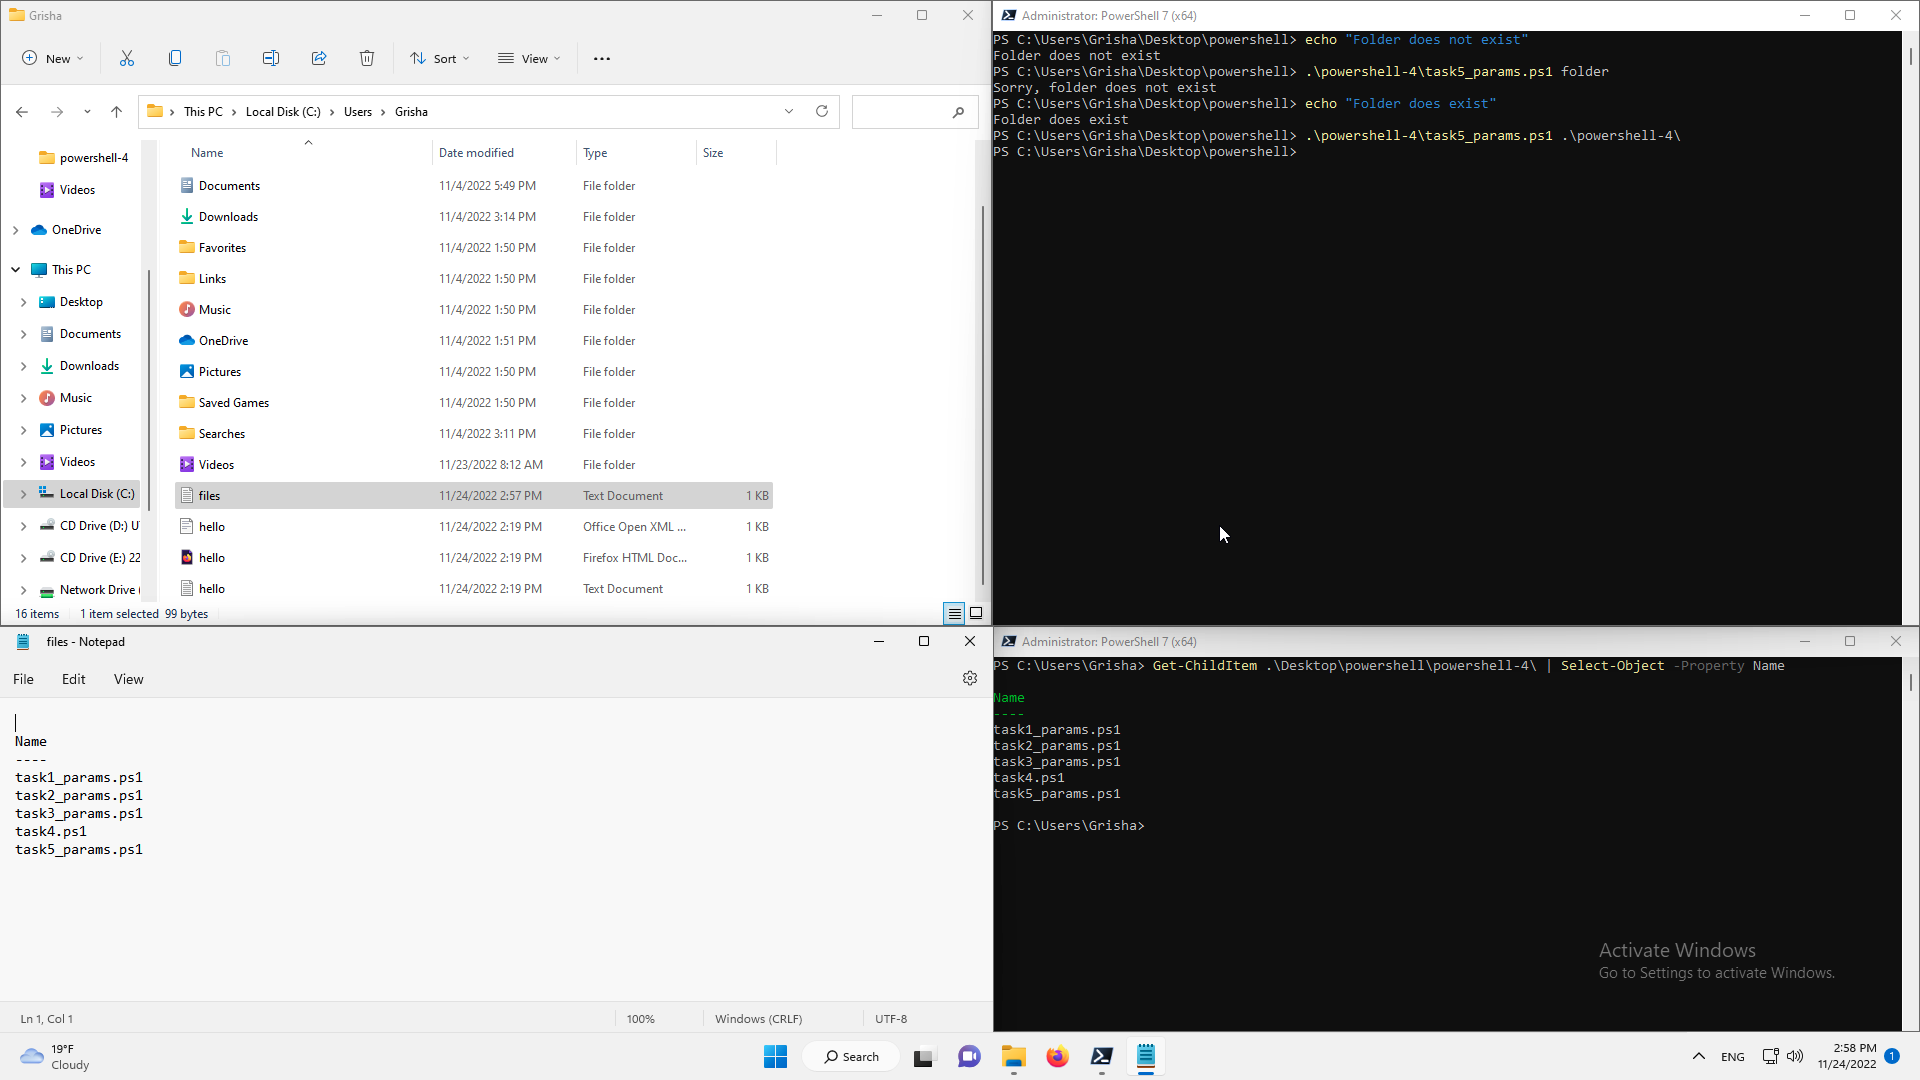 Grisha
New
Sort
View
This PC
Local Disk (C:)
Users
Grisha
powershell-4
Videos
OneDrive
This PC
Desktop
Documents
Downloads
Music
Pictures
Videos
Local Disk (C:)
CD Drive (D:) U
CD Drive (E:) 22
Network Drive
Name Date modified Type Size
Documents 11/4/2022 5:49 PM File folder
Downloads 11/4/2022 3:14 PM File folder
Favorites 11/4/2022 1:50 PM File folder
Links 11/4/2022 1:50 PM File folder
Music 11/4/2022 1:50 PM File folder
OneDrive 11/4/2022 1:51 PM File folder
Pictures 11/4/2022 1:50 PM File folder
Saved Games 11/4/2022 1:50 PM File folder
Searches 11/4/2022 3:11 PM File folder
Videos 11/23/2022 8:12 AM File folder
files 11/24/2022 2:57 PM Text Document 1 KB
hello 11/24/2022 2:19 PM Office Open XML ... 1 KB
hello 11/24/2022 2:19 PM Firefox HTML Doc... 1 KB
hello 11/24/2022 2:19 PM Text Document 1 KB
16 items 1 item selected 99 bytes
Administrator: PowerShell 7 (x64)
PS C:\Users\Grisha\Desktop\powershell> echo "Folder does not exist"
Folder does not exist
PS C:\Users\Grisha\Desktop\powershell> .\powershell-4\task5_params.ps1 folder
Sorry, folder does not exist
PS C:\Users\Grisha\Desktop\powershell> echo "Folder does exist"
Folder does exist
PS C:\Users\Grisha\Desktop\powershell> .\powershell-4\task5_params.ps1 .\powershell-4\
PS C:\Users\Grisha\Desktop\powershell>
files - Notepad
File Edit View
Name
----
task1_params.ps1
task2_params.ps1
task3_params.ps1
task4.ps1
task5_params.ps1
Ln 1, Col 1 100% Windows (CRLF) UTF-8
Administrator: PowerShell 7 (x64)
PS C:\Users\Grisha> Get-ChildItem .\Desktop\powershell\powershell-4\ | Select-Object -Property Name
Name
----
task1_params.ps1
task2_params.ps1
task3_params.ps1
task4.ps1
task5_params.ps1
PS C:\Users\Grisha>
Activate Windows
Go to Settings to activate Windows.
19°F
Cloudy
Search
ENG
2:58 PM
11/24/2022
1